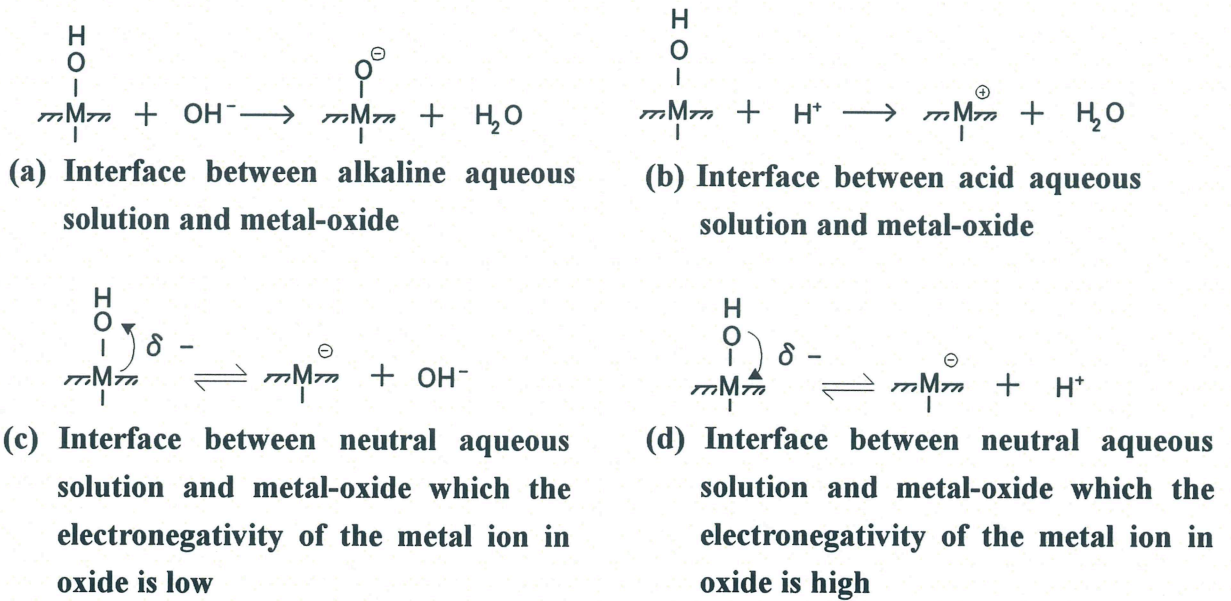 H
O
M + OH⁻ ⟶ O⊖ M + H₂O
(a) Interface between alkaline aqueous
solution and metal-oxide
H
O
M + H⁺ ⟶ M⊕ + H₂O
(b) Interface between acid aqueous
solution and metal-oxide
H
O δ −
M ⇌ M⊖ + OH⁻
(c) Interface between neutral aqueous
solution and metal-oxide which the
electronegativity of the metal ion in
oxide is low
H
O δ −
M ⇌ M⊖ + H⁺
(d) Interface between neutral aqueous
solution and metal-oxide which the
electronegativity of the metal ion in
oxide is high